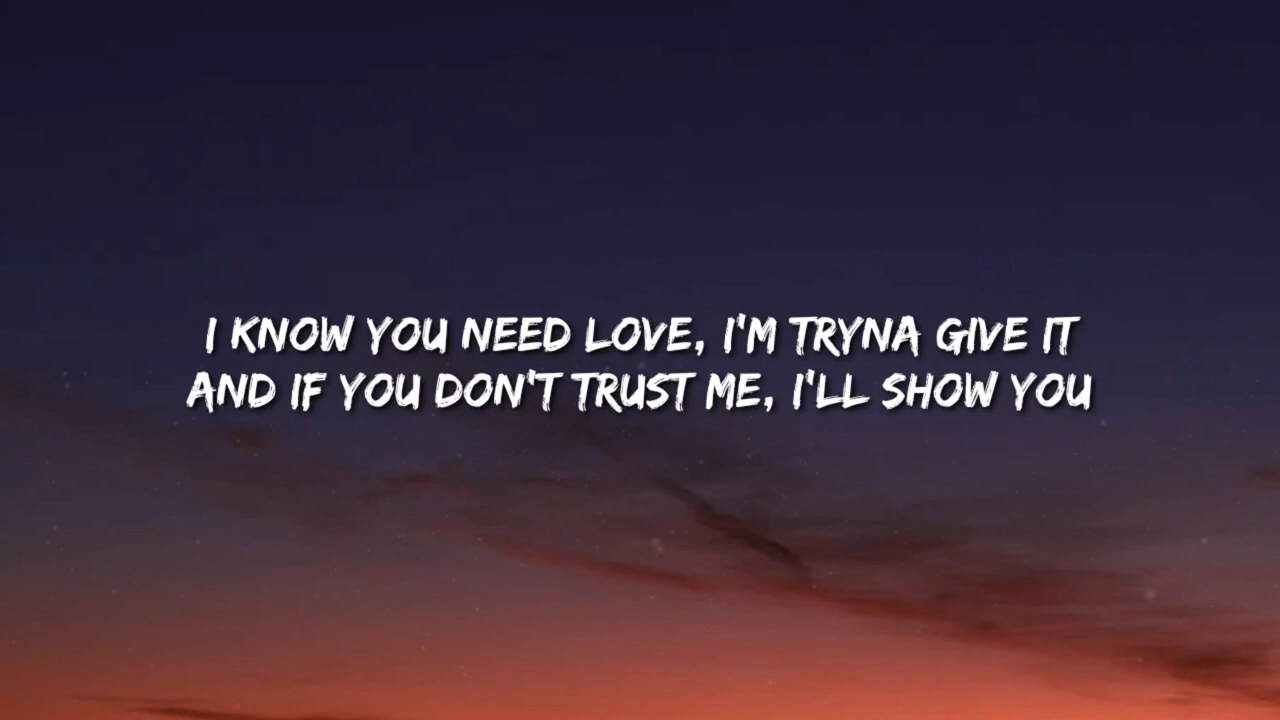 I KNOW YOU NEED LOVE, I'M TRYNA GIVE IT
AND IF YOU DON'T TRUST ME, I'LL SHOW YOU